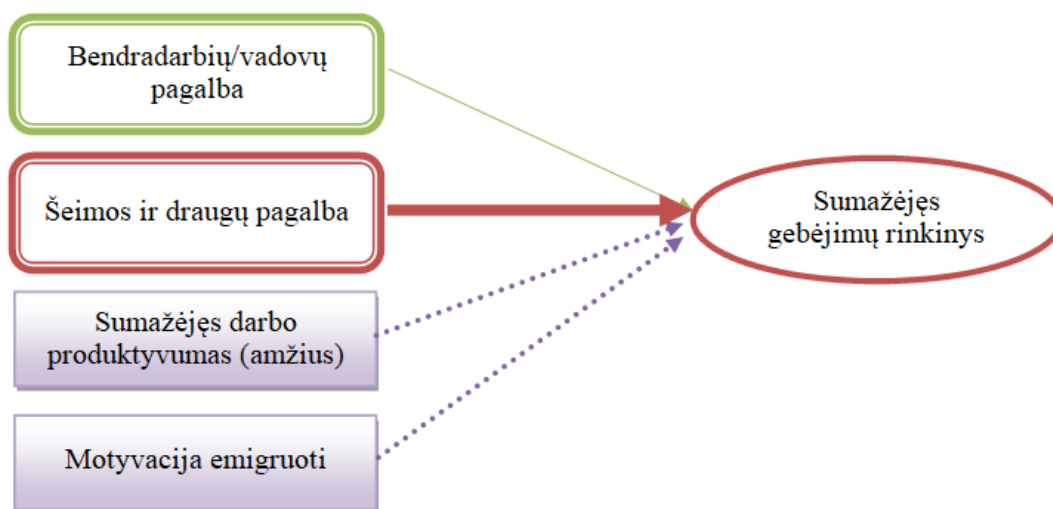 Bendradarbių/vadovų
pagalba
Šeimos ir draugų pagalba
Sumažėjęs
gebėjimų rinkinys
Sumažėjęs darbo
produktyvumas (amžius)
Motyvacija emigruoti